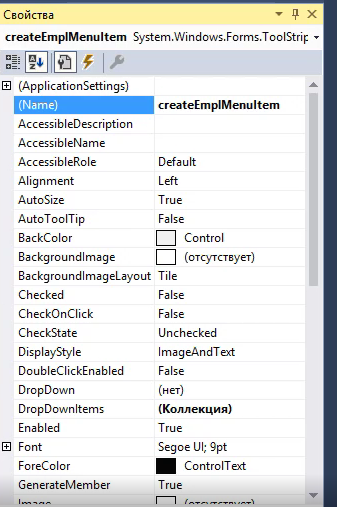 Свойства
createEmplMenuItem System.Windows.Forms.ToolStrip
(ApplicationSettings)
(Name) createEmplMenuItem
AccessibleDescription
AccessibleName
AccessibleRole Default
Alignment Left
AutoSize True
AutoToolTip False
BackColor Control
BackgroundImage (отсутствует)
BackgroundImageLayout Tile
Checked False
CheckOnClick False
CheckState Unchecked
DisplayStyle ImageAndText
DoubleClickEnabled False
DropDown (нет)
DropDownItems (Коллекция)
Enabled True
Font Segoe UI; 9pt
ForeColor ControlText
GenerateMember True
Image (отсутствует)